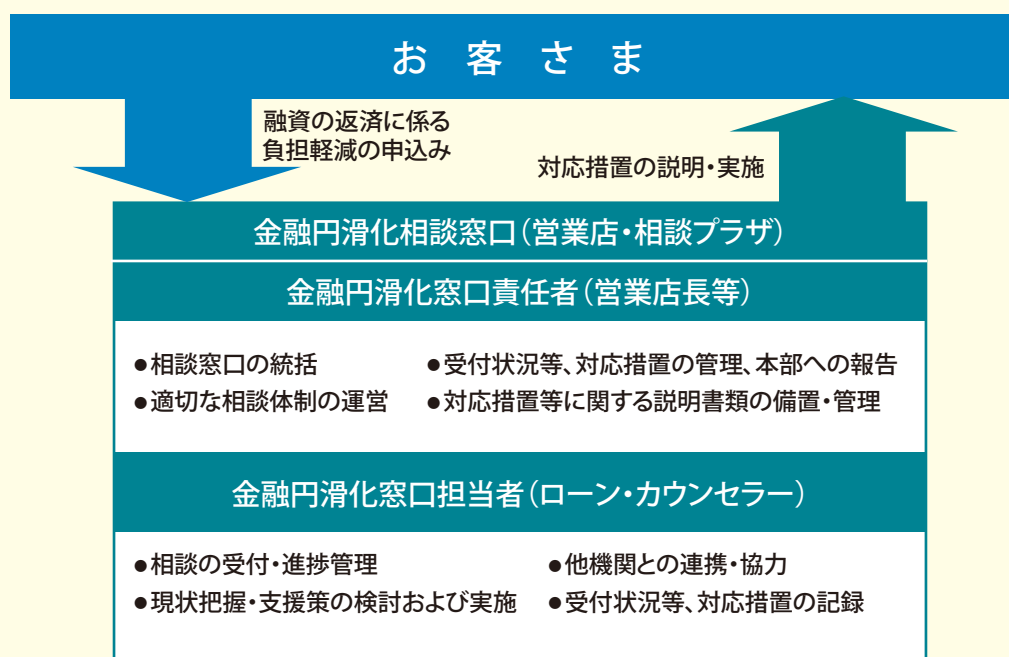 お客さま
融資の返済に係る
負担軽減の申込み
対応措置の説明・実施
金融円滑化相談窓口（営業店・相談プラザ）
金融円滑化窓口責任者（営業店長等）
●相談窓口の統括
●受付状況等、対応措置の管理、本部への報告
●適切な相談体制の運営
●対応措置等に関する説明書類の備置・管理
金融円滑化窓口担当者（ローン・カウンセラー）
●相談の受付・進捗管理
●他機関との連携・協力
●現状把握・支援策の検討および実施
●受付状況等、対応措置の記録